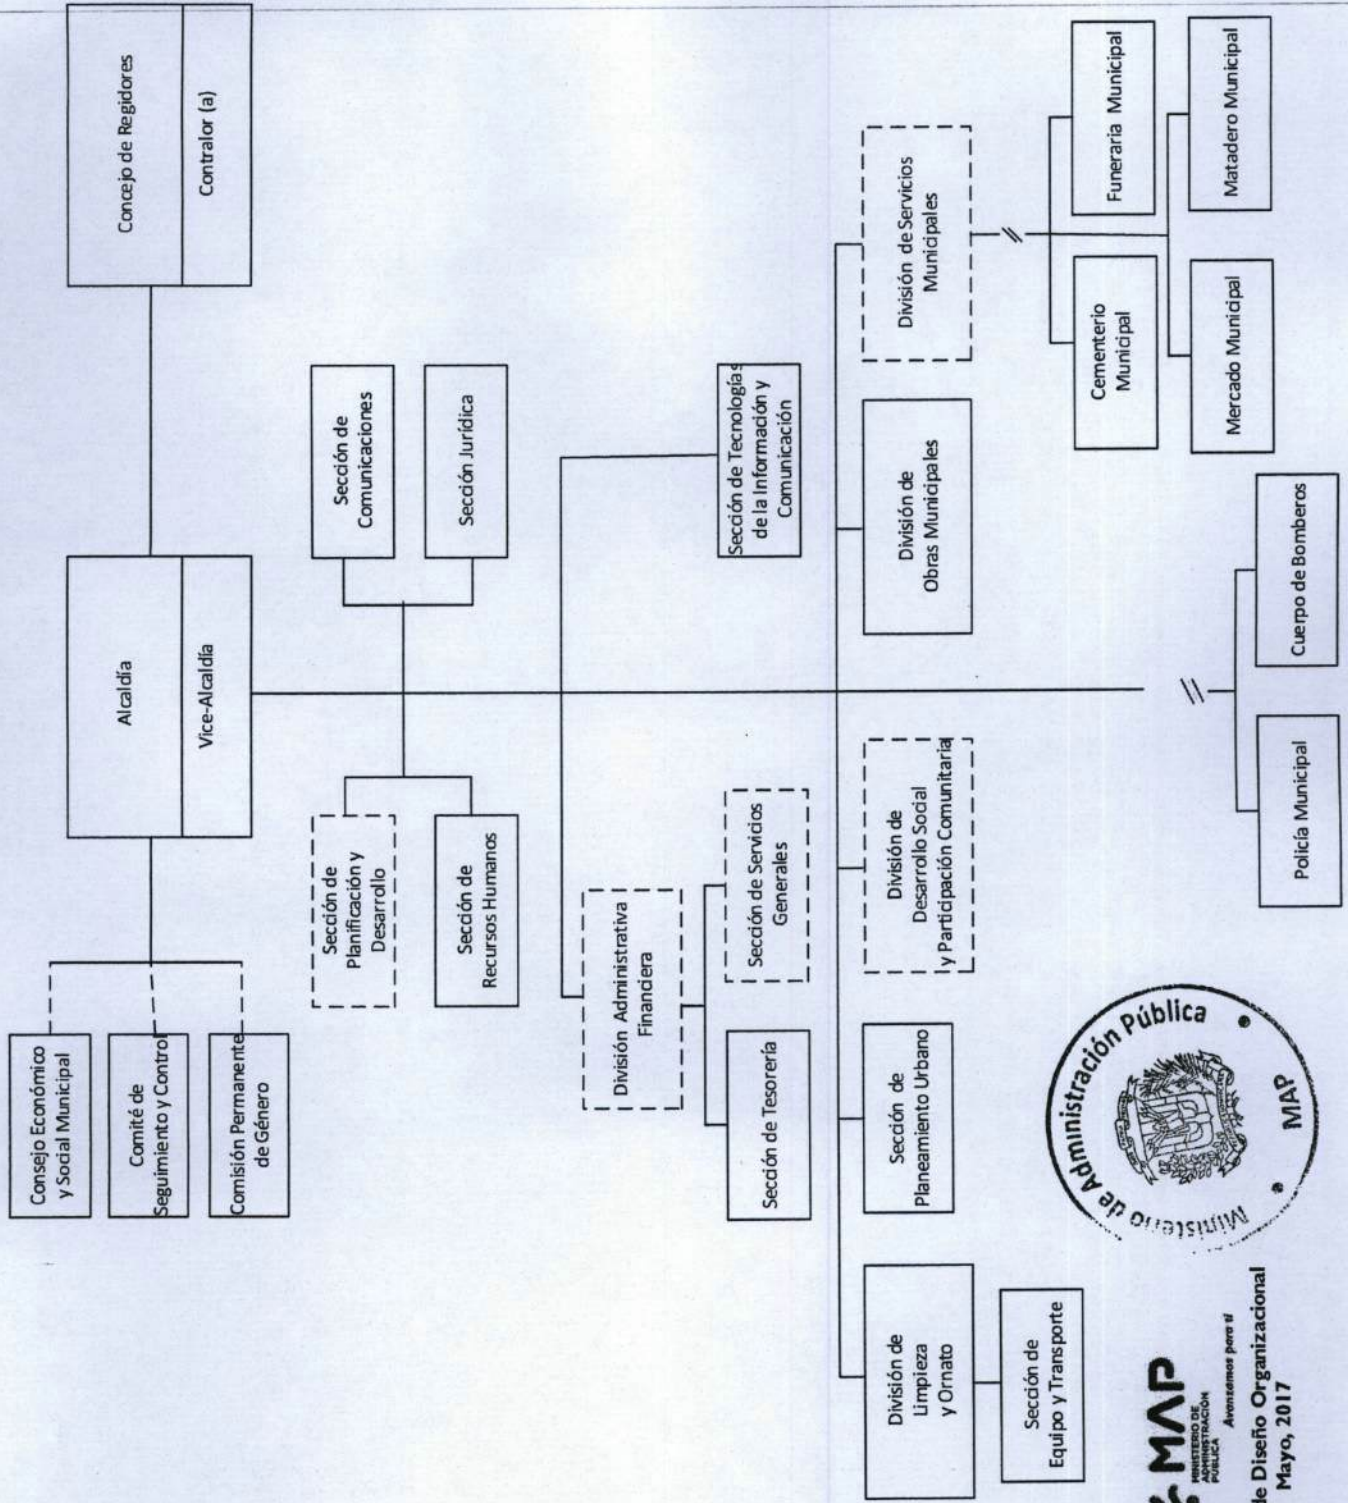 Concejo de Regidores
Contralor (a)
Alcaldía
Vice-Alcaldía
Consejo Económico
y Social Municipal
Comité de
Seguimiento y Control
Comisión Permanente
de Género
Sección de
Planificación y
Desarrollo
Sección de
Recursos Humanos
Sección de
Comunicaciones
Sección Jurídica
División Administrativa
Financiera
Sección de Tesorería
Sección de Servicios
Generales
Sección de Tecnologías
de la Información y
Comunicación
División de
Limpieza
y Ornato
Sección de
Equipo y Transporte
Sección de
Planeamiento Urbano
División de
Desarrollo Social
y Participación Comunitaria
División de
Obras Municipales
División de Servicios
Municipales
Cementerio
Municipal
Funeraria Municipal
Mercado Municipal
Matadero Municipal
Policía Municipal
Cuerpo de Bomberos
Ministerio de Administración Pública
MAP
MAP
MINISTERIO DE
ADMINISTRACIÓN
PÚBLICA
Avanzamos para ti
de Diseño Organizacional
Mayo, 2017